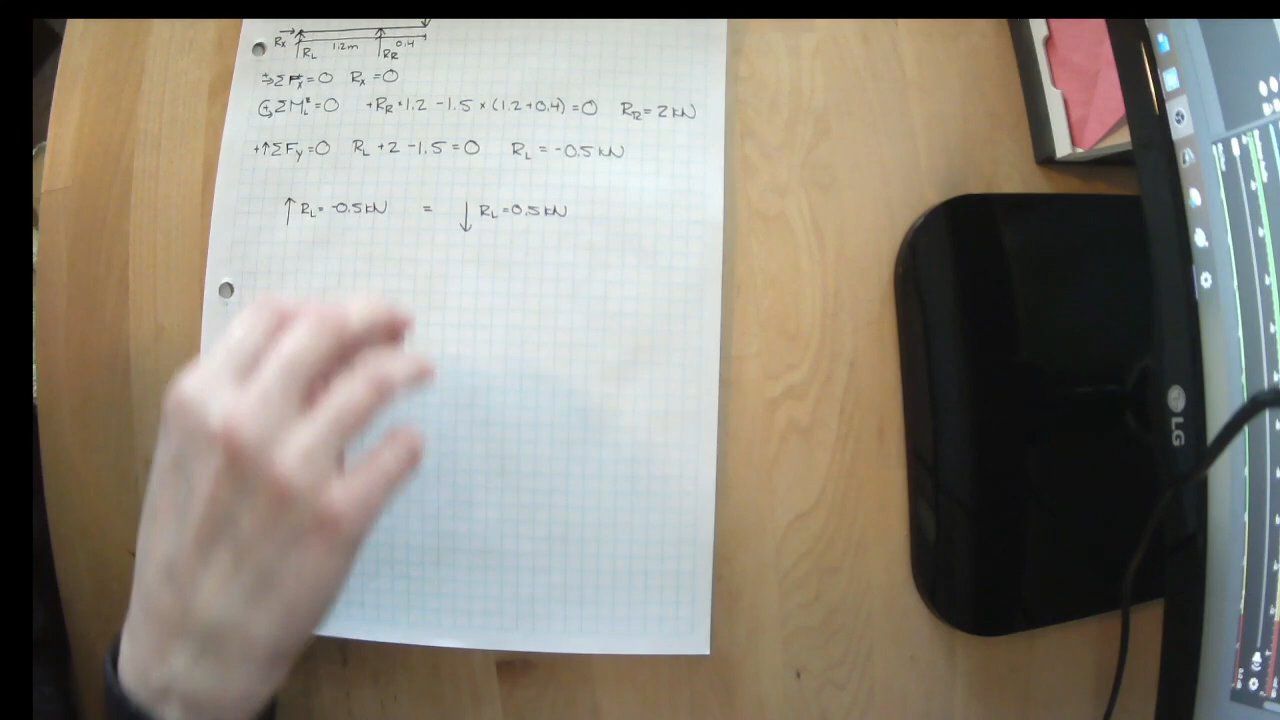 Rx RL 1.2m RR 0.4
→+ ΣFx=0 Rx=0
↺+ ΣML=0 +RR×1.2 -1.5×(1.2+0.4)=0 RR=2kN
+↑ΣFy=0 RL+2-1.5=0 RL=-0.5kN
↑RL=-0.5kN = ↓RL=0.5kN
LG